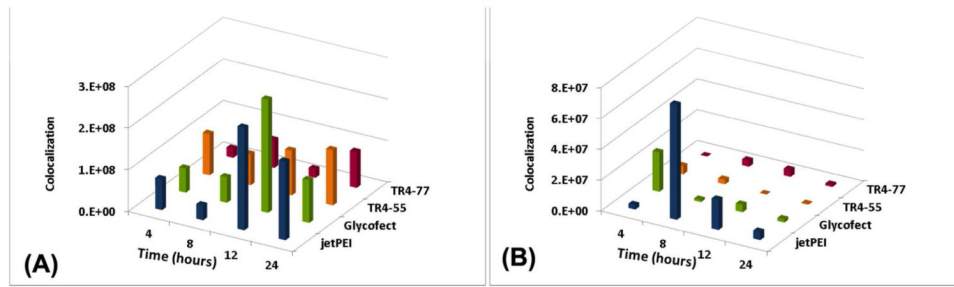 3.E+08
2.E+08
1.E+08
0.E+00
Colocalization
4
8
12
24
Time (hours)
jetPEI
Glycofect
TR4-55
TR4-77
(A)
8.E+07
6.E+07
4.E+07
2.E+07
0.E+00
Colocalization
4
8
12
24
Time (hours)
jetPEI
Glycofect
TR4-55
TR4-77
(B)